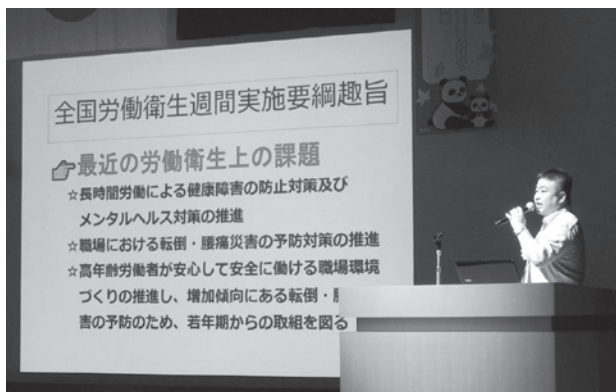 全国労働衛生週間実施要綱趣旨
最近の労働衛生上の課題
☆長時間労働による健康障害の防止対策及び
メンタルヘルス対策の推進
☆職場における転倒・腰痛災害の予防対策の推進
☆高年齢労働者が安心して安全に働ける職場環境
づくりの推進し、増加傾向にある転倒・
害の予防のため、若年期からの取組を図る